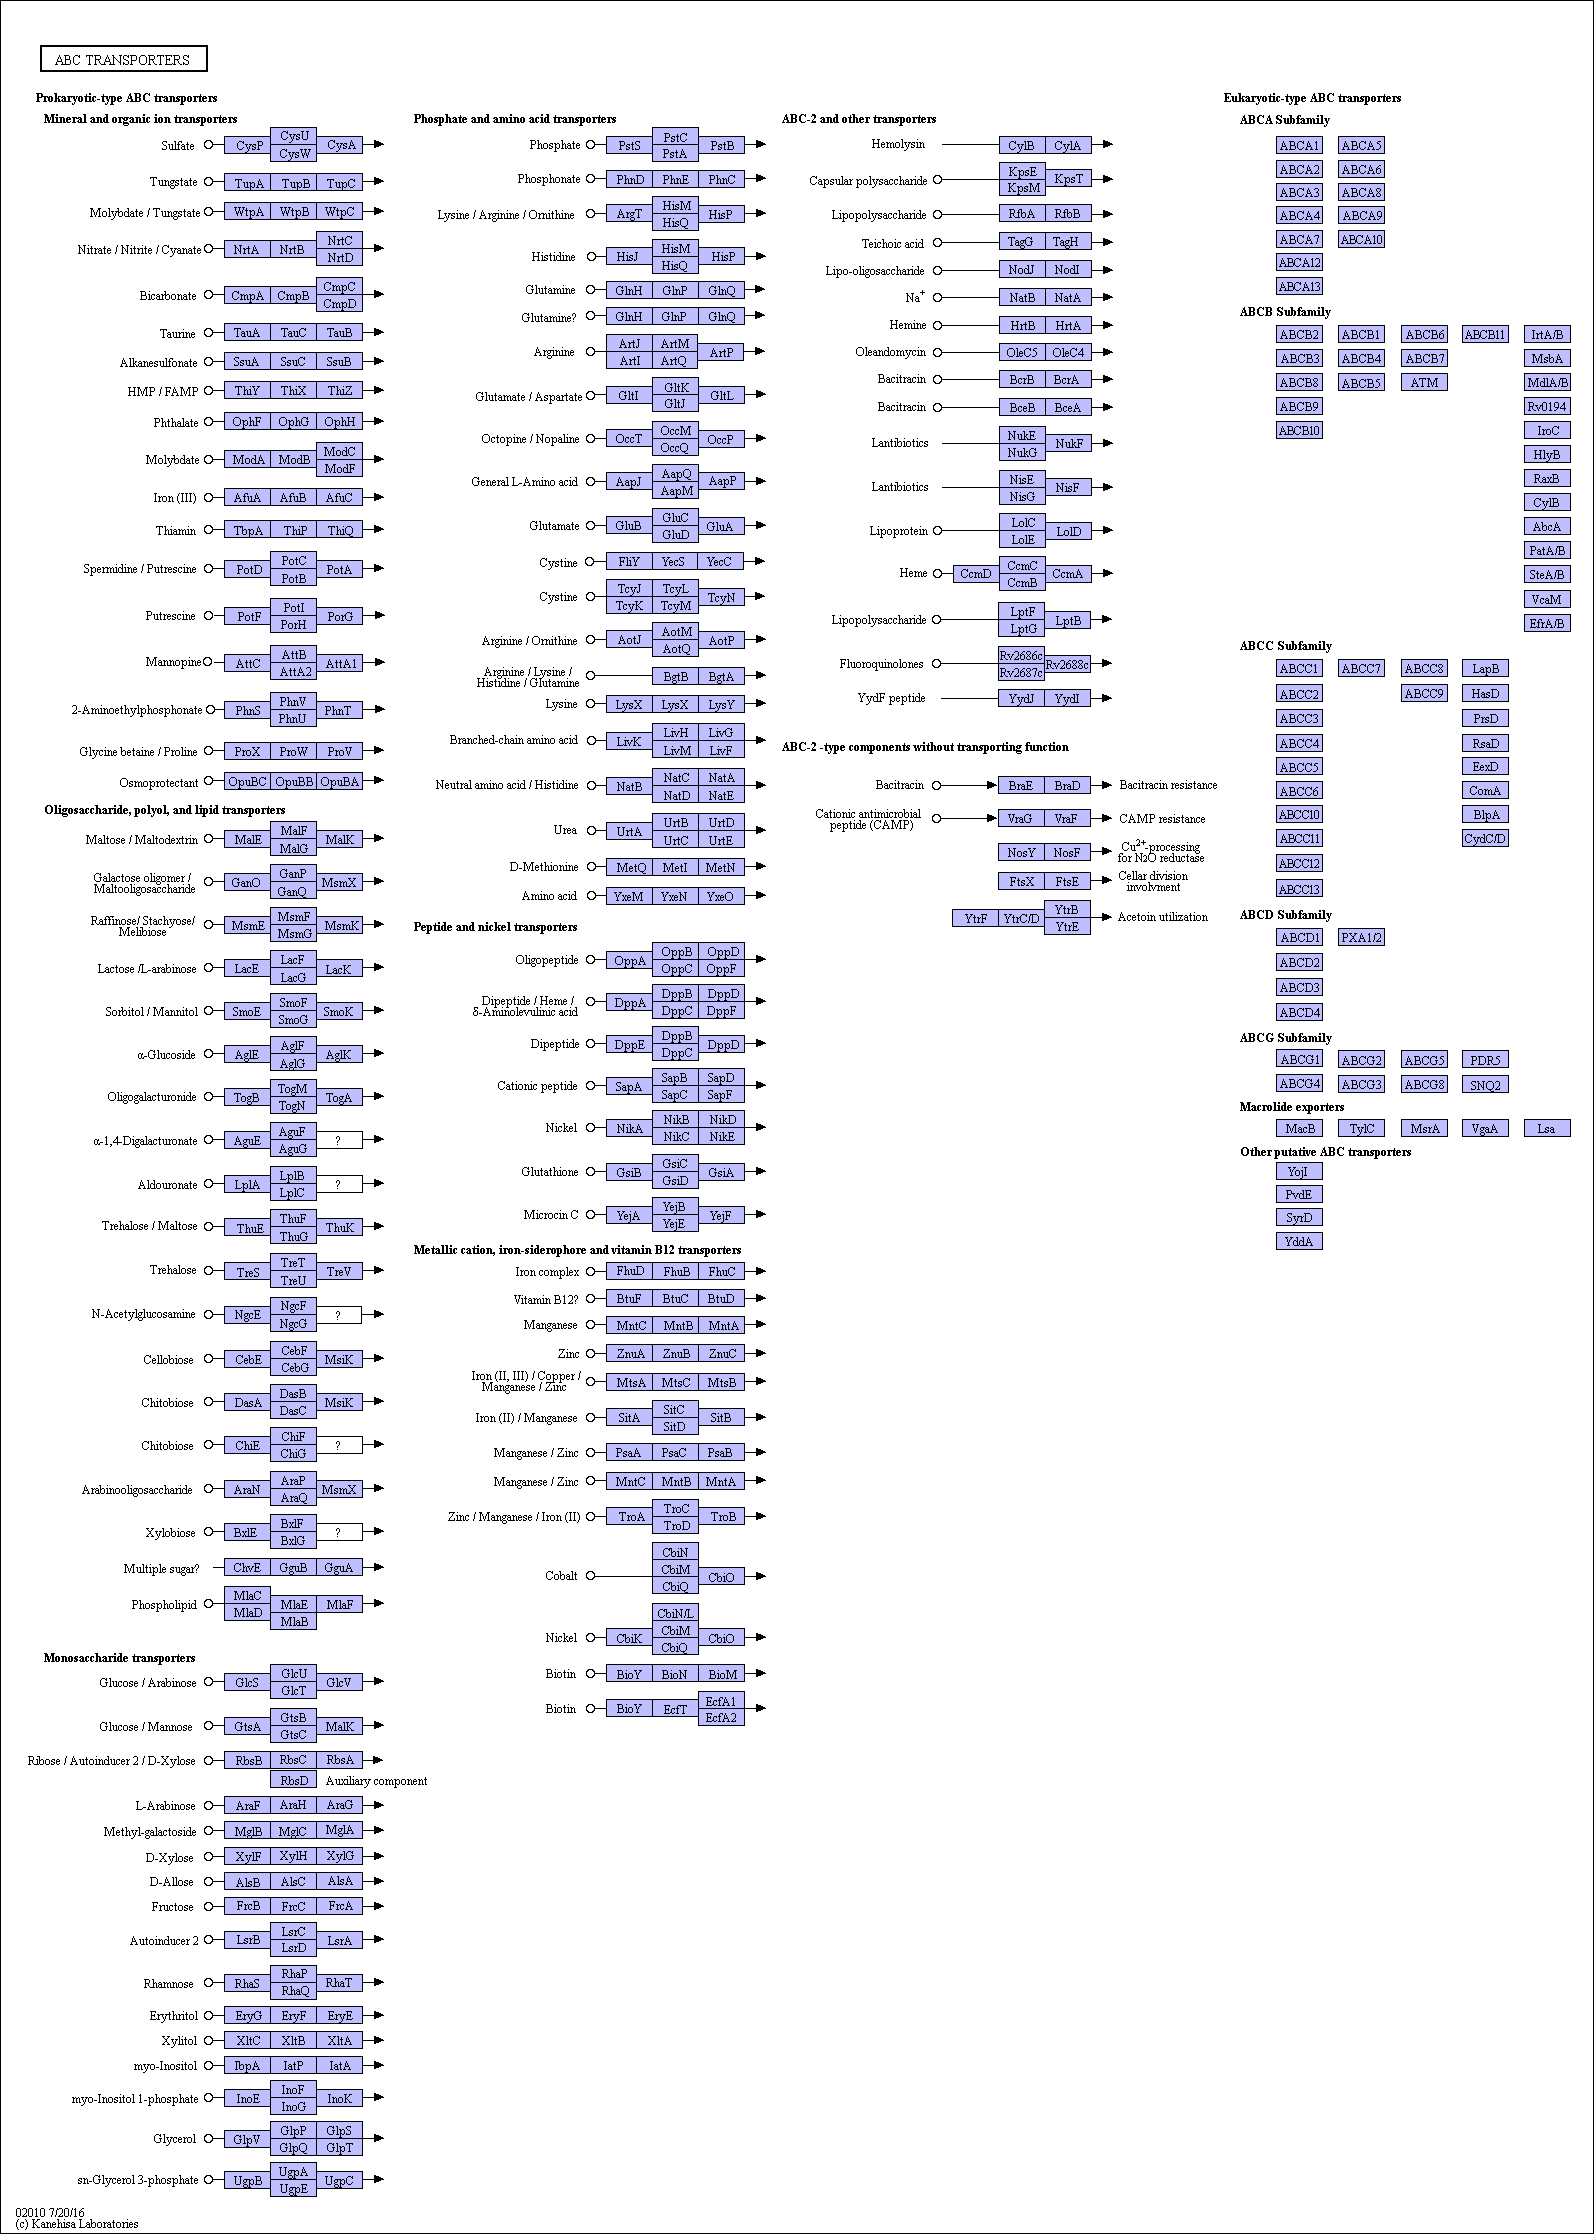 ABC TRANSPORTERS
Prokaryotic-type ABC transporters
Mineral and organic ion transporters
Sulfate CysP CysU CysW CysA
Tungstate TupA TupB TupC
Molybdate / Tungstate WtpA WtpB WtpC
Nitrate / Nitrite / Cyanate NrtA NrtB NrtC NrtD
Bicarbonate CmpA CmpB CmpC CmpD
Taurine TauA TauC TauB
Alkanesulfonate SsuA SsuC SsuB
HMP / FAMP ThiY ThiX ThiZ
Phthalate OphF OphG OphH
Molybdate ModA ModB ModC ModF
Iron (III) AfuA AfuB AfuC
Thiamin TbpA ThiP ThiQ
Spermidine / Putrescine PotD PotC PotB PotA
Putrescine PotF PotI PorH PorG
Mannopine AttC AttB AttA2 AttA1
2-Aminoethylphosphonate PhnS PhnV PhnU PhnT
Glycine betaine / Proline ProX ProW ProV
Osmoprotectant OpuBC OpuBB OpuBA
Oligosaccharide, polyol, and lipid transporters
Maltose / Maltodextrin MalE MalF MalG MalK
Galactose oligomer /
Maltooligosaccharide GanO GanP GanQ MsmX
Raffinose/ Stachyose/
Melibiose MsmE MsmF MsmG MsmK
Lactose /L-arabinose LacE LacF LacG LacK
Sorbitol / Mannitol SmoE SmoF SmoG SmoK
α-Glucoside AglE AglF AglG AglK
Oligogalacturonide TogB TogM TogN TogA
α-1,4-Digalacturonate AguE AguF AguG ?
Aldouronate LplA LplB LplC ?
Trehalose / Maltose ThuE ThuF ThuG ThuK
Trehalose TreS TreT TreU TreV
N-Acetylglucosamine NgcE NgcF NgcG ?
Cellobiose CebE CebF CebG MsiK
Chitobiose DasA DasB DasC MsiK
Chitobiose ChiE ChiF ChiG ?
Arabinooligosaccharide AraN AraP AraQ MsmX
Xylobiose BxlE BxlF BxlG ?
Multiple sugar? ChvE GguB GguA
Phospholipid MlaC MlaD MlaE MlaB MlaF
Monosaccharide transporters
Glucose / Arabinose GlcS GlcU GlcT GlcV
Glucose / Mannose GtsA GtsB GtsC MalK
Ribose / Autoinducer 2 / D-Xylose RbsB RbsC RbsA
RbsD Auxiliary component
L-Arabinose AraF AraH AraG
Methyl-galactoside MglB MglC MglA
D-Xylose XylF XylH XylG
D-Allose AlsB AlsC AlsA
Fructose FrcB FrcC FrcA
Autoinducer 2 LsrB LsrC LsrD LsrA
Rhamnose RhaS RhaP RhaQ RhaT
Erythritol EryG EryF EryE
Xylitol XltC XltB XltA
myo-Inositol IbpA IatP IatA
myo-Inositol 1-phosphate InoE InoF InoG InoK
Glycerol GlpV GlpP GlpQ GlpS GlpT
sn-Glycerol 3-phosphate UgpB UgpA UgpE UgpC
Phosphate and amino acid transporters
Phosphate PstS PstC PstA PstB
Phosphonate PhnD PhnE PhnC
Lysine / Arginine / Ornithine ArgT HisM HisQ HisP
Histidine HisJ HisM HisQ HisP
Glutamine GlnH GlnP GlnQ
Glutamine? GlnH GlnP GlnQ
Arginine ArtJ ArtI ArtM ArtQ ArtP
Glutamate / Aspartate GltI GltK GltJ GltL
Octopine / Nopaline OccT OccM OccQ OccP
General L-Amino acid AapJ AapQ AapM AapP
Glutamate GluB GluC GluD GluA
Cystine FliY YecS YecC
Cystine TcyJ TcyK TcyL TcyM TcyN
Arginine / Ornithine AotJ AotM AotQ AotP
Arginine / Lysine /
Histidine / Glutamine BgtB BgtA
Lysine LysX LysX LysY
Branched-chain amino acid LivK LivH LivM LivG LivF
Neutral amino acid / Histidine NatB NatC NatD NatA NatE
Urea UrtA UrtB UrtC UrtD UrtE
D-Methionine MetQ MetI MetN
Amino acid YxeM YxeN YxeO
Peptide and nickel transporters
Oligopeptide OppA OppB OppC OppD OppF
Dipeptide / Heme /
δ-Aminolevulinic acid DppA DppB DppC DppD DppF
Dipeptide DppE DppB DppC DppD
Cationic peptide SapA SapB SapC SapD SapF
Nickel NikA NikB NikC NikD NikE
Glutathione GsiB GsiC GsiD GsiA
Microcin C YejA YejB YejE YejF
Metallic cation, iron-siderophore and vitamin B12 transporters
Iron complex FhuD FhuB FhuC
Vitamin B12? BtuF BtuC BtuD
Manganese MntC MntB MntA
Zinc ZnuA ZnuB ZnuC
Iron (II, III) / Copper /
Manganese / Zinc MtsA MtsC MtsB
Iron (II) / Manganese SitA SitC SitD SitB
Manganese / Zinc PsaA PsaC PsaB
Manganese / Zinc MntC MntB MntA
Zinc / Manganese / Iron (II) TroA TroC TroD TroB
Cobalt CbiN CbiM CbiQ CbiO
Nickel CbiK CbiN/L CbiM CbiQ CbiO
Biotin BioY BioN BioM
Biotin BioY EcfT EcfA1 EcfA2
ABC-2 and other transporters
Hemolysin CylB CylA
Capsular polysaccharide KpsE KpsM KpsT
Lipopolysaccharide RfbA RfbB
Teichoic acid TagG TagH
Lipo-oligosaccharide NodJ NodI
Na+ NatB NatA
Hemine HrtB HrtA
Oleandomycin OleC5 OleC4
Bacitracin BcrB BcrA
Bacitracin BceB BceA
Lantibiotics NukE NukG NukF
Lantibiotics NisE NisG NisF
Lipoprotein LolC LolE LolD
Heme CcmD CcmC CcmB CcmA
Lipopolysaccharide LptF LptG LptB
Fluoroquinolones Rv2686c Rv2687c Rv2688c
YydF peptide YydJ YydI
ABC-2 -type components without transporting function
Bacitracin BraE BraD Bacitracin resistance
Cationic antimicrobial
peptide (CAMP) VraG VraF CAMP resistance
NosY NosF Cu2+-processing
for N2O reductase
FtsX FtsE Cellar division
involvment
YtrF YtrC/D YtrB YtrE Acetoin utilization
Eukaryotic-type ABC transporters
ABCA Subfamily
ABCA1 ABCA5
ABCA2 ABCA6
ABCA3 ABCA8
ABCA4 ABCA9
ABCA7 ABCA10
ABCA12
ABCA13
ABCB Subfamily
ABCB2 ABCB1 ABCB6 ABCB11 IrtA/B
ABCB3 ABCB4 ABCB7 MsbA
ABCB8 ABCB5 ATM MdlA/B
ABCB9 Rv0194
ABCB10 IroC
HlyB
RaxB
CylB
AbcA
PatA/B
SteA/B
VcaM
EfrA/B
ABCC Subfamily
ABCC1 ABCC7 ABCC8 LapB
ABCC2 ABCC9 HasD
ABCC3 PrsD
ABCC4 RsaD
ABCC5 EexD
ABCC6 ComA
ABCC10 BlpA
ABCC11 CydC/D
ABCC12
ABCC13
ABCD Subfamily
ABCD1 PXA1/2
ABCD2
ABCD3
ABCD4
ABCG Subfamily
ABCG1 ABCG2 ABCG5 PDR5
ABCG4 ABCG3 ABCG8 SNQ2
Macrolide exporters
MacB TylC MsrA VgaA Lsa
Other putative ABC transporters
YojI
PvdE
SyrD
YddA
02010 7/20/16
(c) Kanehisa Laboratories